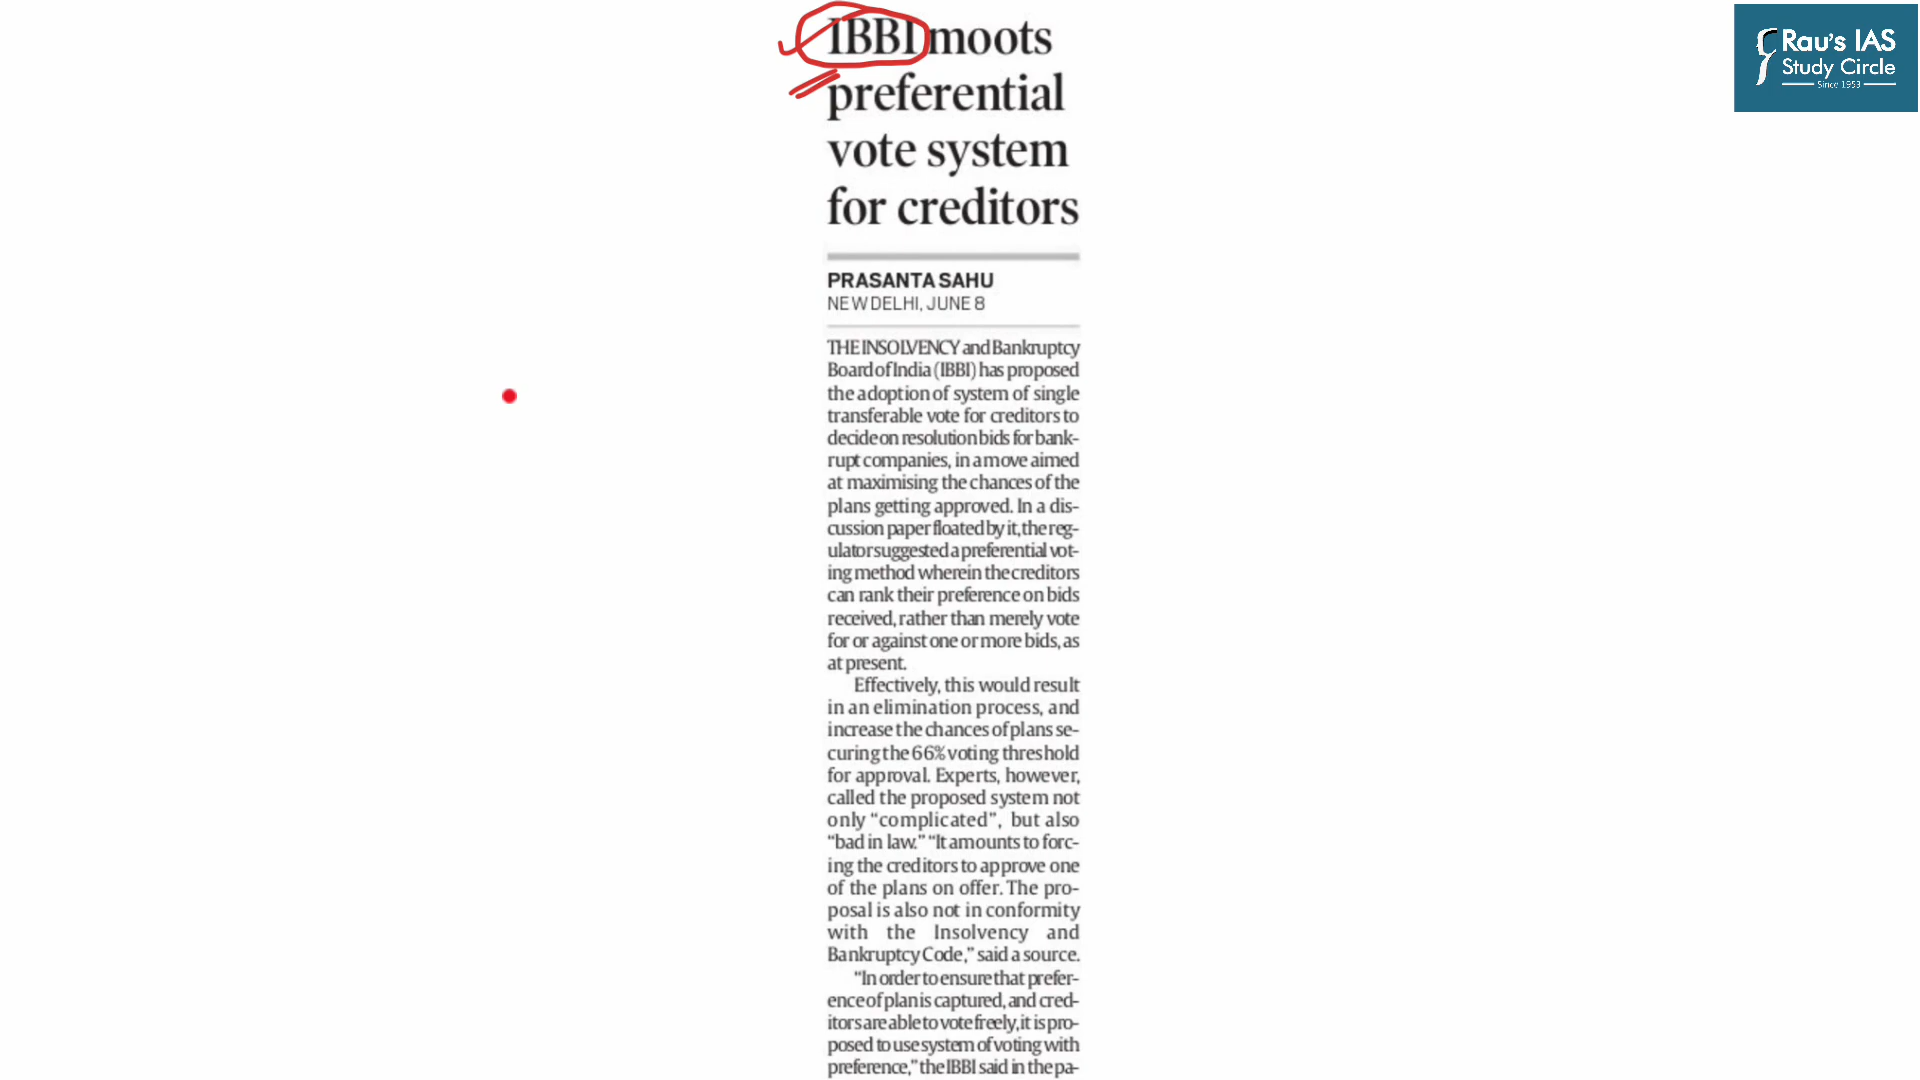 IBBI moots
preferential
vote system
for creditors
PRASANTA SAHU
NEW DELHI, JUNE 8
THE INSOLVENCY and Bankruptcy
Board of India (IBBI) has proposed
the adoption of system of single
transferable vote for creditors to
decide on resolution bids for bank-
rupt companies, in a move aimed
at maximising the chances of the
plans getting approved. In a dis-
cussion paper floated by it, the reg-
ulator suggested a preferential vot-
ing method wherein the creditors
can rank their preference on bids
received, rather than merely vote
for or against one or more bids, as
at present.
Effectively, this would result
in an elimination process, and
increase the chances of plans se-
curing the 66% voting threshold
for approval. Experts, however,
called the proposed system not
only “complicated”, but also
“bad in law.” “It amounts to forc-
ing the creditors to approve one
of the plans on offer. The pro-
posal is also not in conformity
with the Insolvency and
Bankruptcy Code,” said a source.
“In order to ensure that prefer-
ence of plan is captured, and cred-
itors are able to vote freely, it is pro-
posed to use system of voting with
preference,” the IBBI said in the pa-
Rau's IAS
Study Circle
Since 1953